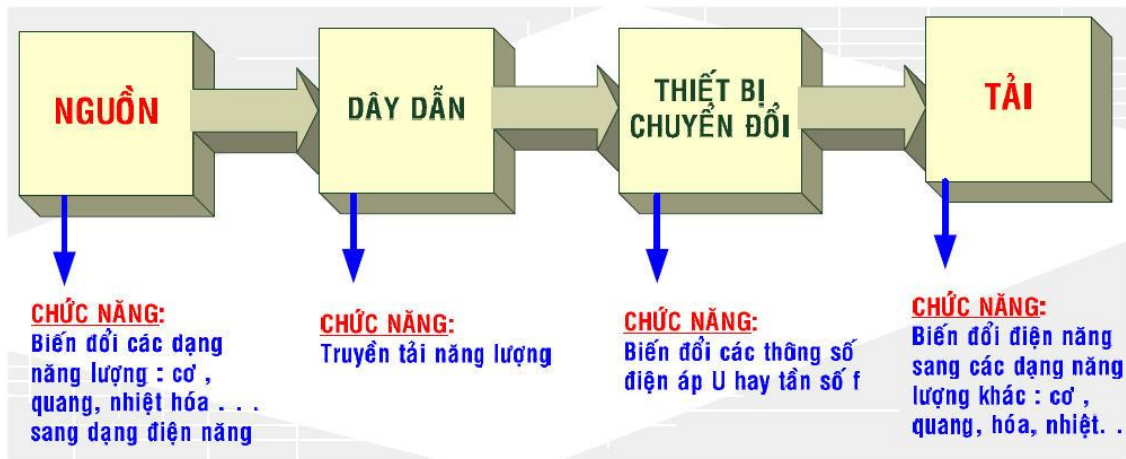 NGUỒN
DÂY DẪN
THIẾT BỊ
CHUYỂN ĐỔI
TẢI
CHỨC NĂNG:
Biến đổi các dạng
năng lượng : cơ ,
quang, nhiệt hóa . . .
sang dạng điện năng
CHỨC NĂNG:
Truyền tải năng lượng
CHỨC NĂNG:
Biến đổi các thông số
điện áp U hay tần số f
CHỨC NĂNG:
Biến đổi điện năng
sang các dạng năng
lượng khác : cơ ,
quang, hóa, nhiệt. .